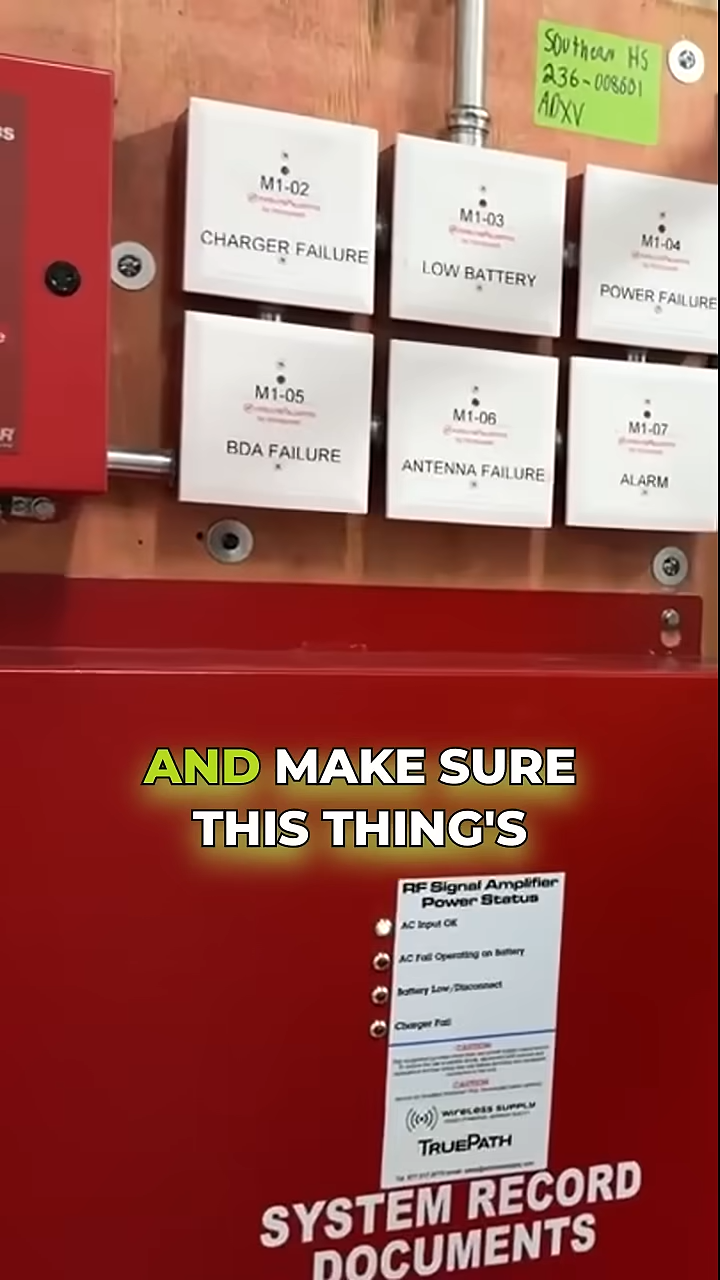 Southern HS
236-008601
ADXV
M1-02
CHARGER FAILURE
M1-03
LOW BATTERY
M1-04
POWER FAILURE
M1-05
BDA FAILURE
M1-06
ANTENNA FAILURE
M1-07
ALARM
AND MAKE SURE
THIS THING'S
RF Signal Amplifier
Power Status
AC Input OK
AC Fail Operating on Battery
Battery Low/Disconnect
Charger Fail
CAUTION
CAUTION
WIRELESS SUPPLY
TRUEPATH
SYSTEM RECORD
DOCUMENTS